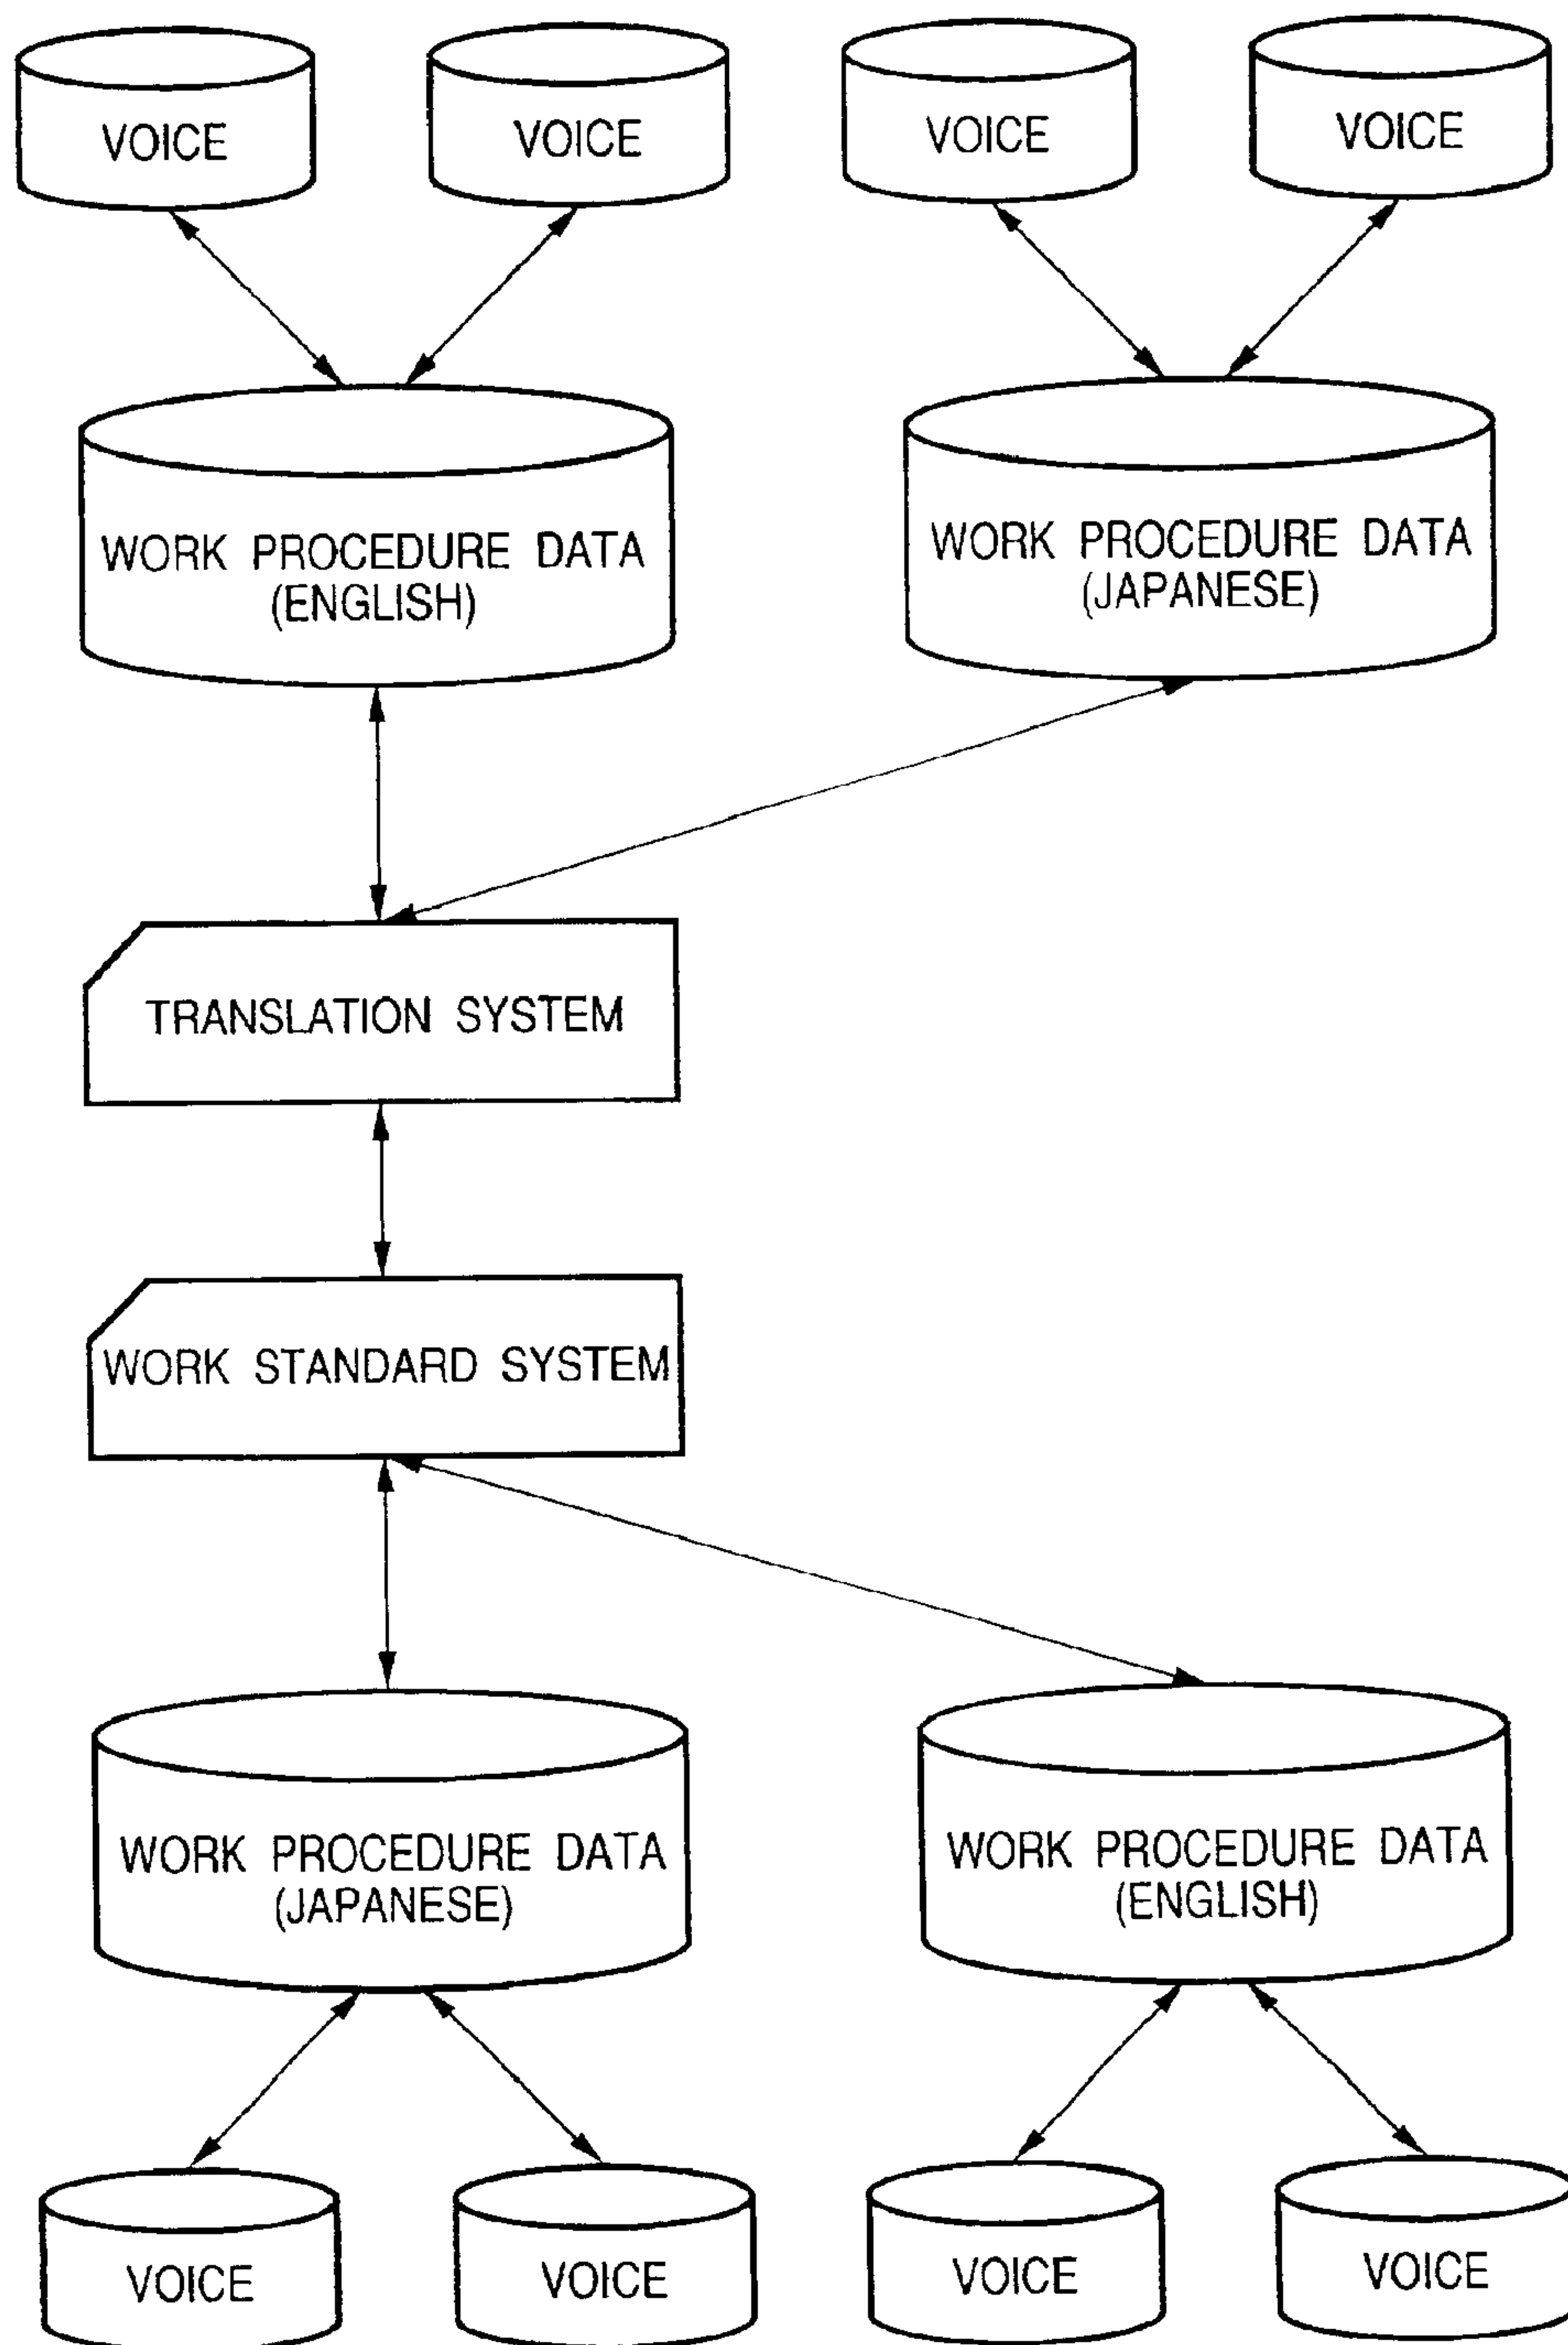 VOICE
VOICE
VOICE
VOICE
WORK PROCEDURE DATA
(ENGLISH)
WORK PROCEDURE DATA
(JAPANESE)
TRANSLATION SYSTEM
WORK STANDARD SYSTEM
WORK PROCEDURE DATA
(JAPANESE)
WORK PROCEDURE DATA
(ENGLISH)
VOICE
VOICE
VOICE
VOICE